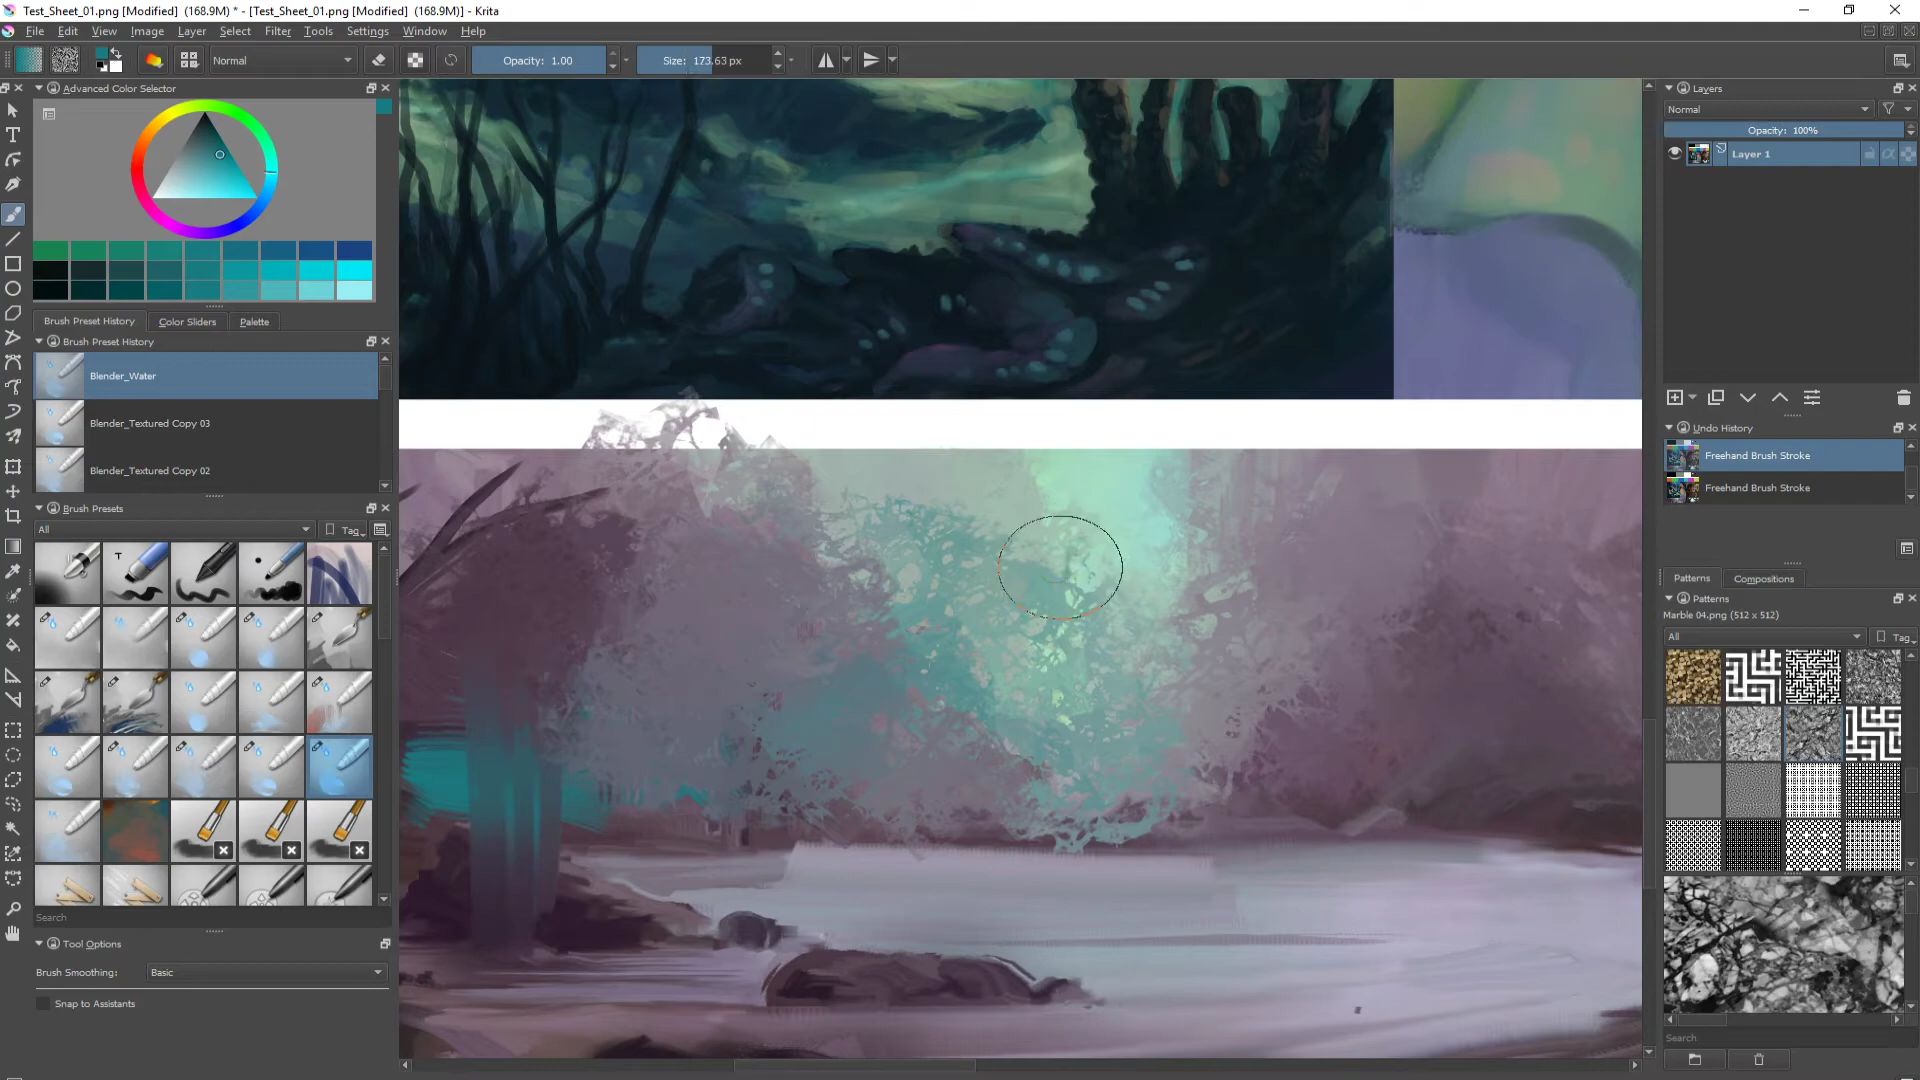 Test_Sheet_01.png [Modified] (168.9M) * - [Test_Sheet_01.png [Modified] (168.9M)] - Krita
File Edit View Image Layer Select Filter Tools Settings Window Help
Normal Opacity: 1.00 Size: 173.63 px
Advanced Color Selector
Brush Preset History Color Sliders Palette
Brush Preset History
Blender_Water
Blender_Textured Copy 03
Blender_Textured Copy 02
Brush Presets
All Tag
T
Search
Tool Options
Brush Smoothing: Basic
Snap to Assistants
Layers
Normal
Opacity: 100%
Layer 1
Undo History
Freehand Brush Stroke
Freehand Brush Stroke
Patterns Compositions
Patterns
Marble 04.png (512 x 512)
All Tag
Search